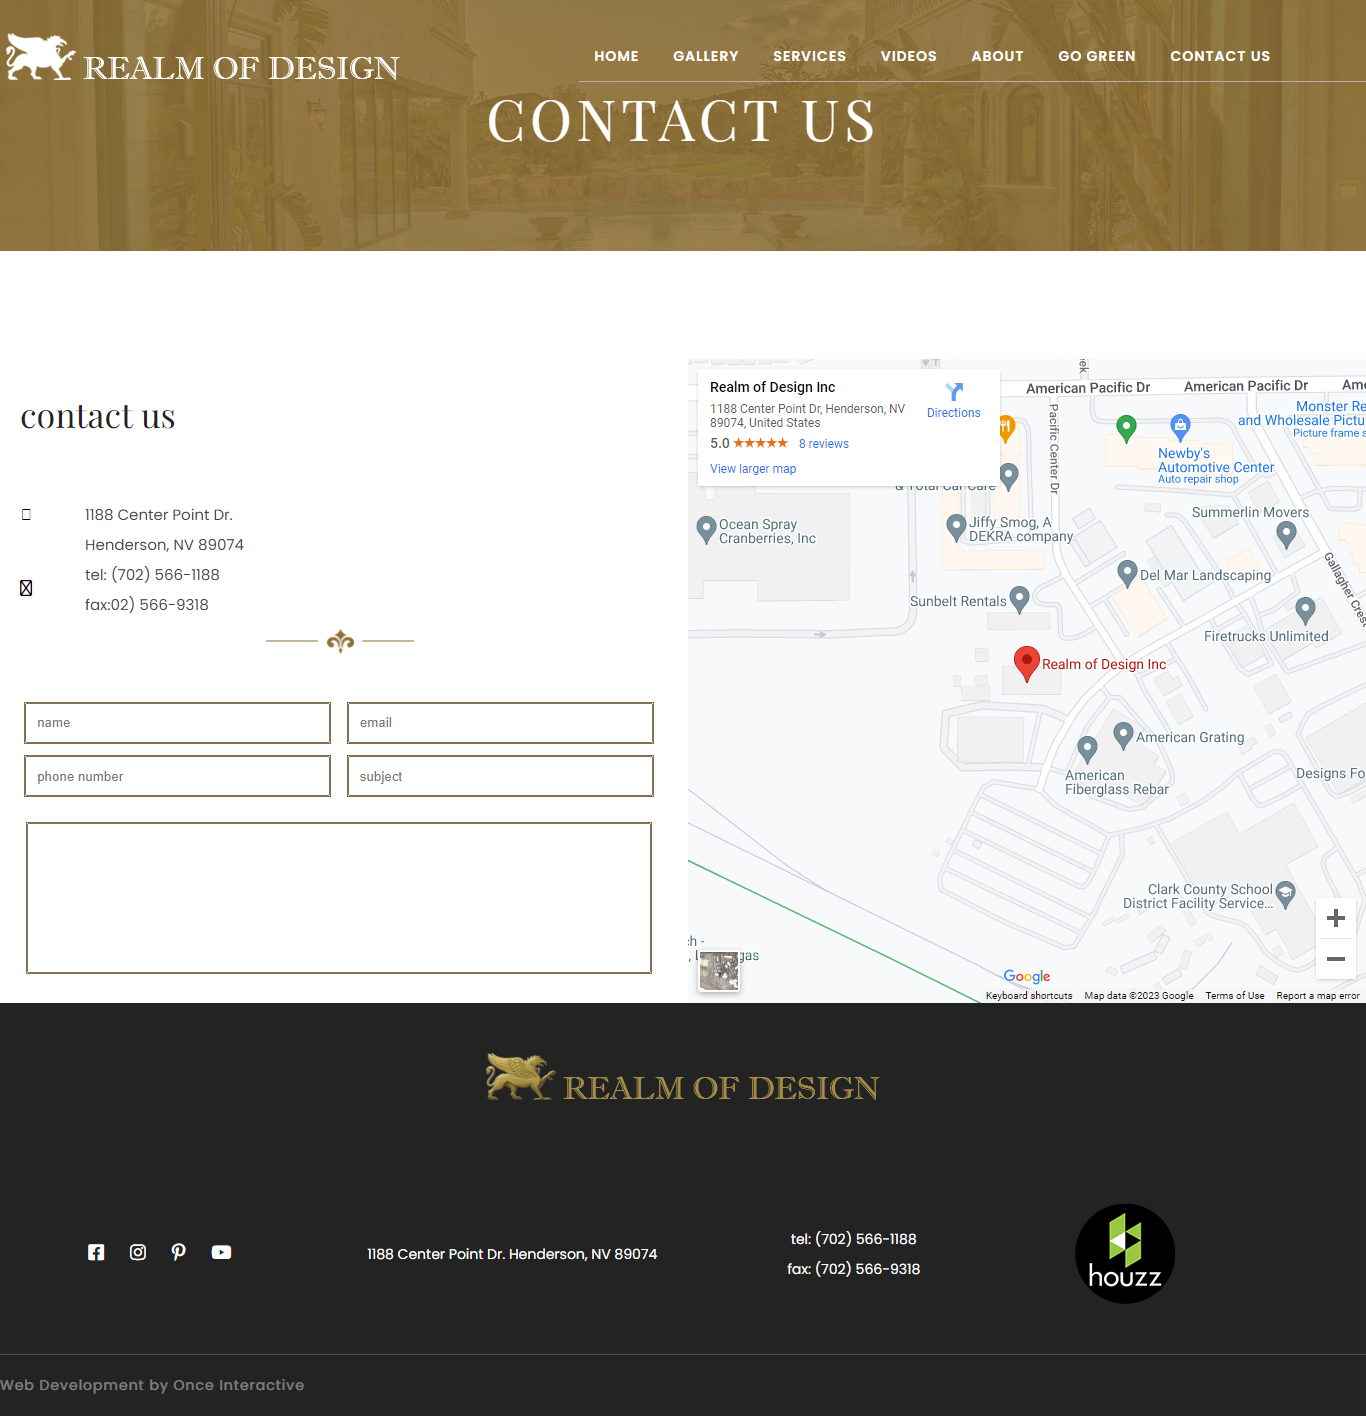 REALM OF DESIGN
HOME GALLERY SERVICES VIDEOS ABOUT GO GREEN CONTACT US
CONTACT US
contact us
1188 Center Point Dr.
Henderson, NV 89074
tel: (702) 566-1188
fax:02) 566-9318
name
email
phone number
subject
Realm of Design Inc
1188 Center Point Dr, Henderson, NV
89074, United States
5.0 ★★★★★ 8 reviews
View larger map
Directions
American Pacific Dr
American Pacific Dr
Pacific Center Dr
Monster Re
and Wholesale Pictu
Picture frame s
Newby's
Automotive Center
Auto repair shop
& Total Car Care
Ocean Spray
Cranberries, Inc
Jiffy Smog, A
DEKRA company
Summerlin Movers
Gallagher Crest
Del Mar Landscaping
Sunbelt Rentals
Firetrucks Unlimited
Realm of Design Inc
American Grating
American
Fiberglass Rebar
Designs Fo
Clark County School
District Facility Service...
Google
Keyboard shortcuts Map data ©2023 Google Terms of Use Report a map error
REALM OF DESIGN
1188 Center Point Dr. Henderson, NV 89074
tel: (702) 566-1188
fax: (702) 566-9318
houzz
Web Development by Once Interactive